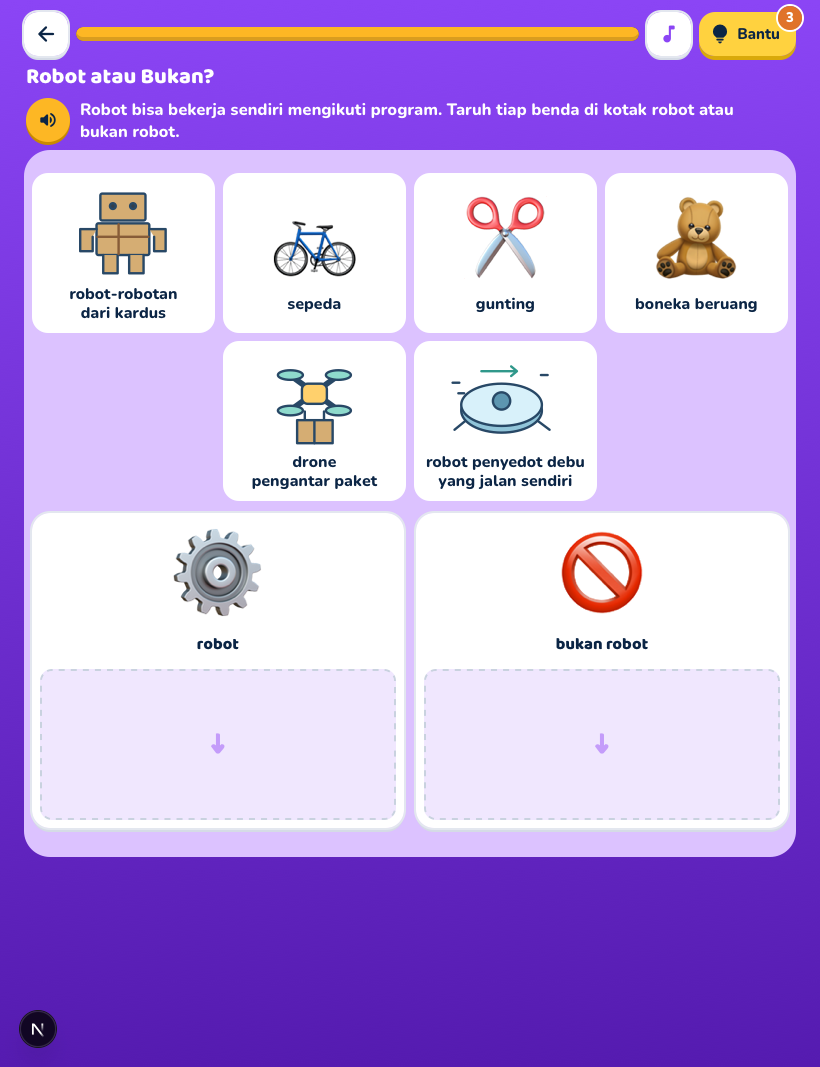 3
Bantu
Robot atau Bukan?
Robot bisa bekerja sendiri mengikuti program. Taruh tiap benda di kotak robot atau
bukan robot.
robot-robotan
dari kardus
sepeda
gunting
boneka beruang
drone
pengantar paket
robot penyedot debu
yang jalan sendiri
robot
bukan robot
N